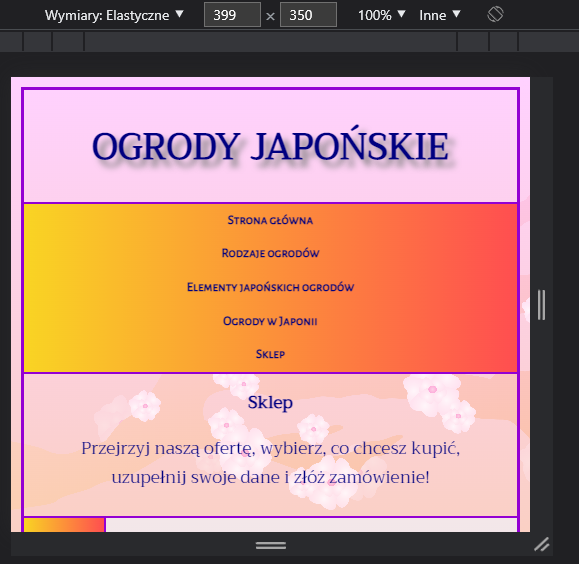 Wymiary: Elastyczne ▼ 399 × 350 100% ▼ Inne ▼
OGRODY JAPOŃSKIE
Strona główna
Rodzaje ogrodów
Elementy japońskich ogrodów
Ogrody w Japonii
Sklep
Sklep
Przejrzyj naszą ofertę, wybierz, co chcesz kupić,
uzupełnij swoje dane i złóż zamówienie!